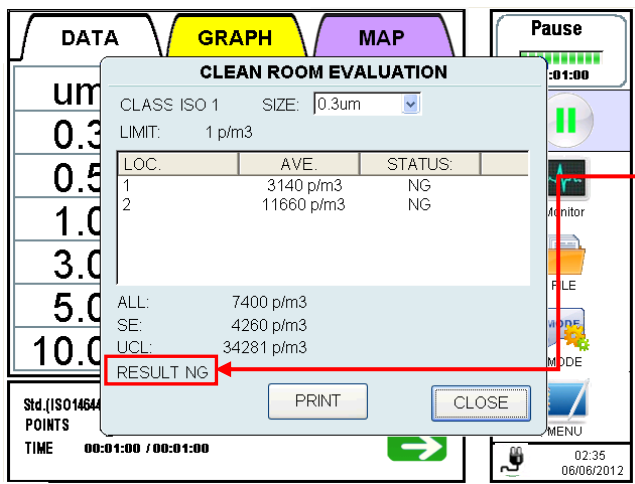 DATA GRAPH MAP
Pause
:01:00
um
0.3
0.5
1.0
3.0
5.0
10.0
CLEAN ROOM EVALUATION
CLASS ISO 1 SIZE: 0.3um
LIMIT: 1 p/m3
LOC. AVE. STATUS:
1 3140 p/m3 NG
2 11660 p/m3 NG
ALL: 7400 p/m3
SE: 4260 p/m3
UCL: 34281 p/m3
RESULT NG
PRINT CLOSE
Monitor
FILE
MODE
MODE
MENU
Std.(ISO14644
POINTS
TIME 00:01:00 / 00:01:00
02:35
06/06/2012